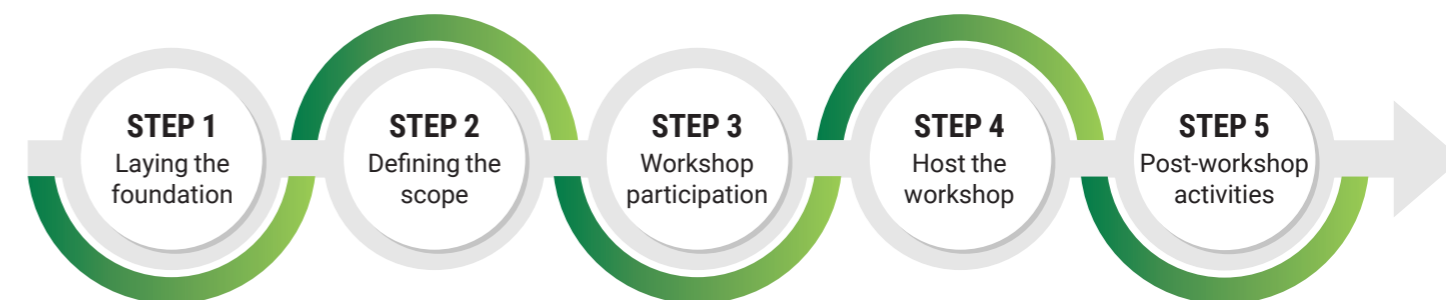 STEP 1
Laying the
foundation
STEP 2
Defining the
scope
STEP 3
Workshop
participation
STEP 4
Host the
workshop
STEP 5
Post-workshop
activities